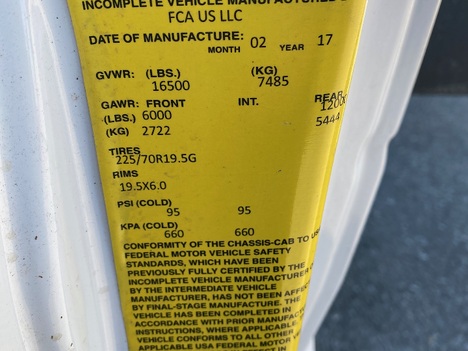 INCOMPLETE VEHICLE MANUFACTURED
FCA US LLC
DATE OF MANUFACTURE: 02 17
MONTH YEAR
GVWR: (LBS.) (KG)
16500 7485
GAWR: FRONT INT. REAR
(LBS.) 6000 12000
(KG) 2722 5444
TIRES
225/70R19.5G
RIMS
19.5X6.0
PSI (COLD)
95 95
KPA (COLD)
660 660
CONFORMITY OF THE CHASSIS-CAB TO
FEDERAL MOTOR VEHICLE SAFETY
STANDARDS, WHICH HAVE BEEN
PREVIOUSLY FULLY CERTIFIED BY THE
INCOMPLETE VEHICLE MANUFACTURER
BY THE INTERMEDIATE VEHICLE
MANUFACTURER, HAS NOT BEEN
BY FINAL-STAGE MANUFACTURE. THE
VEHICLE HAS BEEN COMPLETED IN
ACCORDANCE WITH PRIOR
INSTRUCTIONS, WHERE APPLICABLE.
VEHICLE CONFORMS TO ALL OTHER
APPLICABLE USA FEDERAL MOTOR